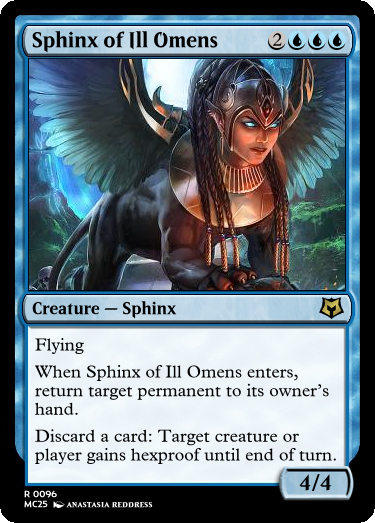 Sphinx of Ill Omens 2
Creature — Sphinx
Flying
When Sphinx of Ill Omens enters,
return target permanent to its owner's
hand.
Discard a card: Target creature or
player gains hexproof until end of turn.
4/4
R 0096
MC25 ANASTASIA REDDRESS